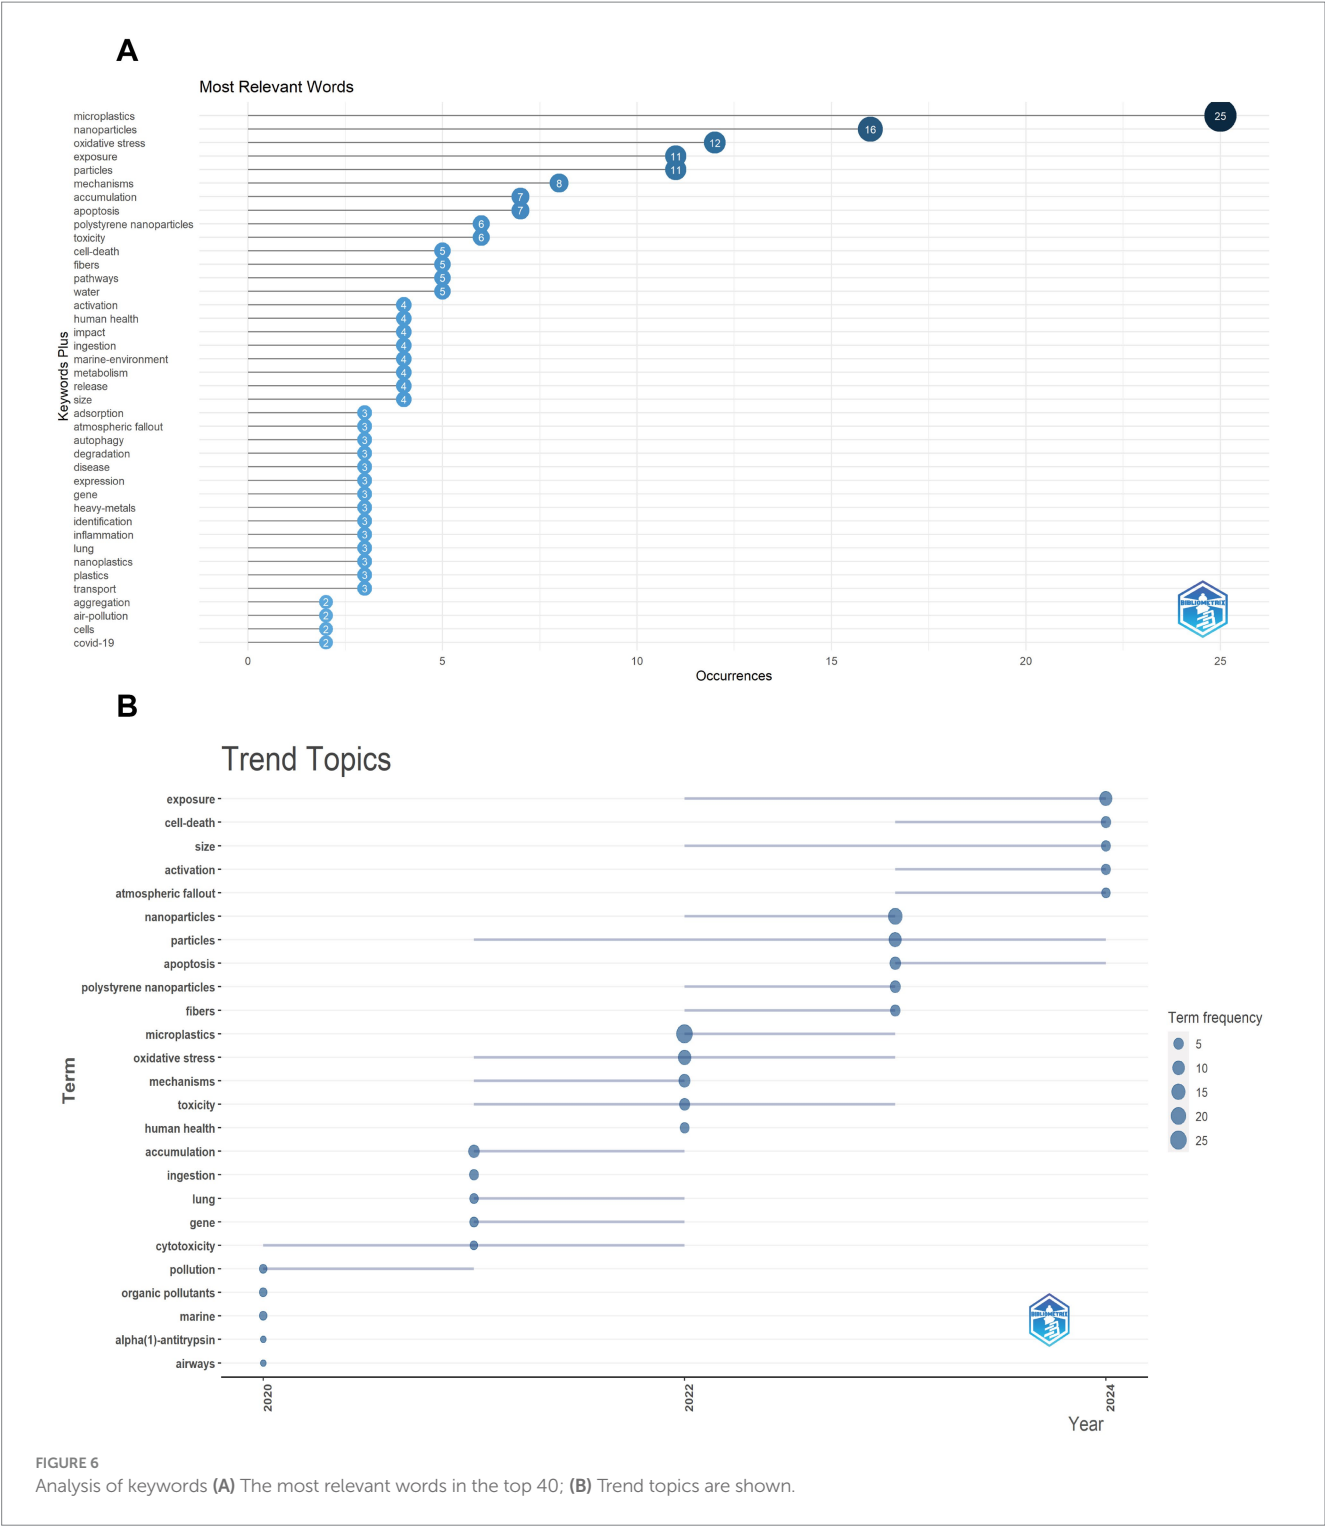 A
Most Relevant Words
Keywords Plus
microplastics 25
nanoparticles 16
oxidative stress 12
exposure 11
particles 11
mechanisms 8
accumulation 7
apoptosis 7
polystyrene nanoparticles 6
toxicity 6
cell-death 5
fibers 5
pathways 5
water 5
activation 4
human health 4
impact 4
ingestion 4
marine-environment 4
metabolism 4
release 4
size 4
adsorption 3
atmospheric fallout 3
autophagy 3
degradation 3
disease 3
expression 3
gene 3
heavy-metals 3
identification 3
inflammation 3
lung 3
nanoplastics 3
plastics 3
transport 3
aggregation 2
air-pollution 2
cells 2
covid-19 2
BIBLIOMETRIX
0 5 10 15 20 25
Occurrences
B
Trend Topics
Term
exposure
cell-death
size
activation
atmospheric fallout
nanoparticles
particles
apoptosis
polystyrene nanoparticles
fibers
microplastics
oxidative stress
mechanisms
toxicity
human health
accumulation
ingestion
lung
gene
cytotoxicity
pollution
organic pollutants
marine
alpha(1)-antitrypsin
airways
Term frequency
5
10
15
20
25
BIBLIOMETRIX
2020 2022 2024
Year
FIGURE 6
Analysis of keywords (A) The most relevant words in the top 40; (B) Trend topics are shown.